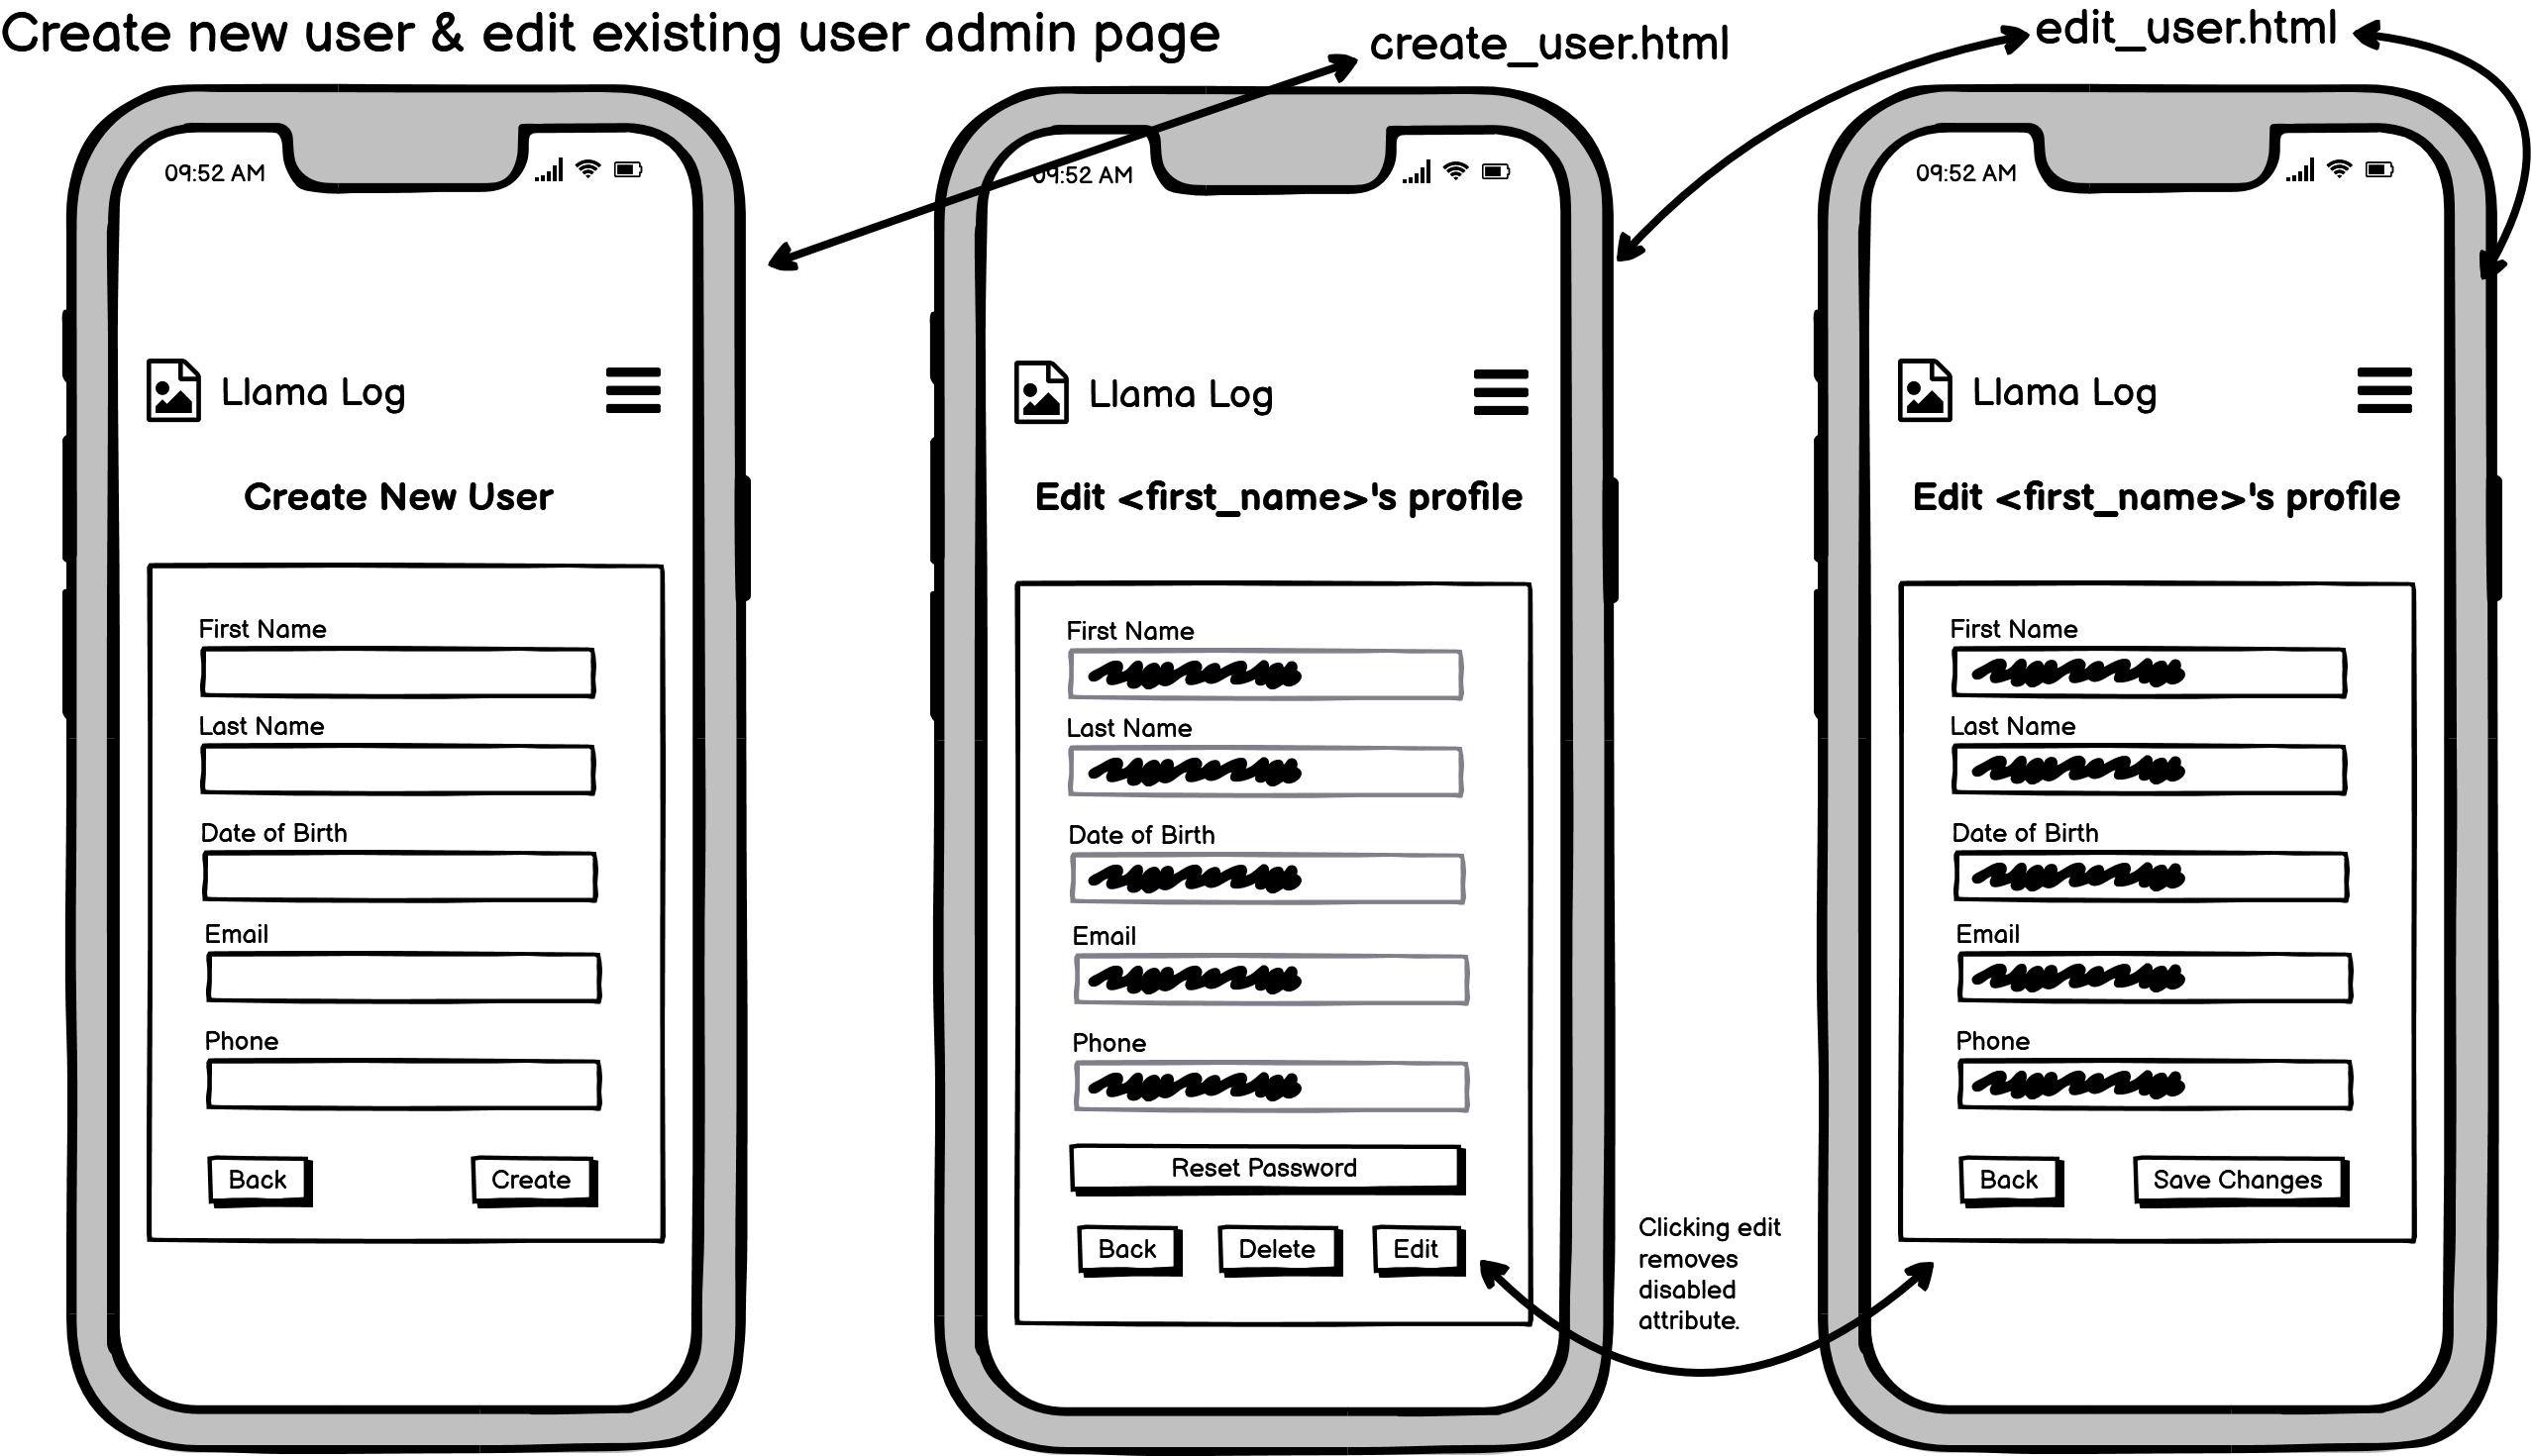 Create new user & edit existing user admin page
create_user.html
edit_user.html
09:52 AM
Llama Log
Create New User
First Name
Last Name
Date of Birth
Email
Phone
Back
Create
09:52 AM
Llama Log
Edit <first_name>'s profile
First Name
Last Name
Date of Birth
Email
Phone
Reset Password
Back
Delete
Edit
Clicking edit
removes
disabled
attribute.
09:52 AM
Llama Log
Edit <first_name>'s profile
First Name
Last Name
Date of Birth
Email
Phone
Back
Save Changes